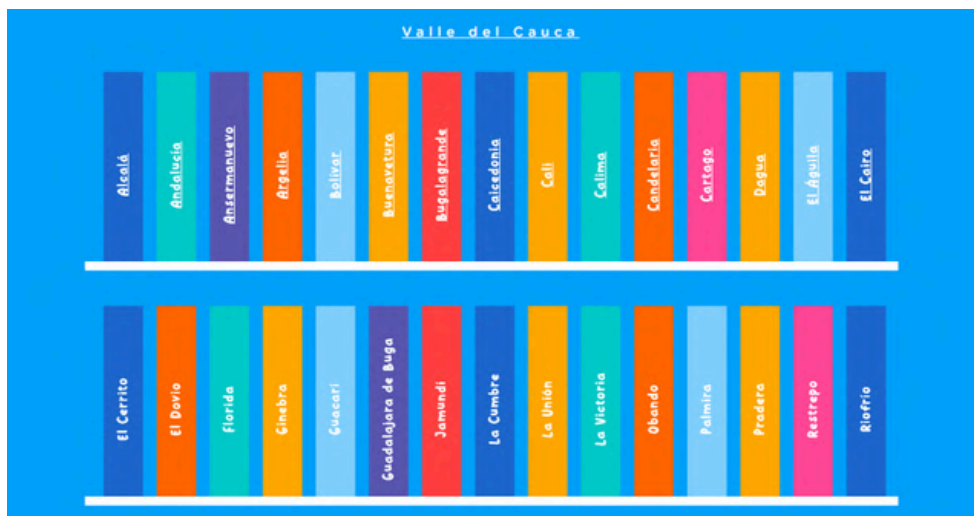 Valle del Cauca
Alcalá
Andalucía
Ansermanuevo
Argelia
Bolívar
Buenavetura
Bugalagrande
Caicedonia
Cali
Calima
Candelaria
Cartago
Dagua
El Águila
El Cairo
El Cerrito
El Dovio
Florida
Ginebra
Guacarí
Guadalajara de Buga
Jamundí
La Cumbre
La Unión
La Victoria
Obando
Palmira
Pradera
Restrepo
Riofrío